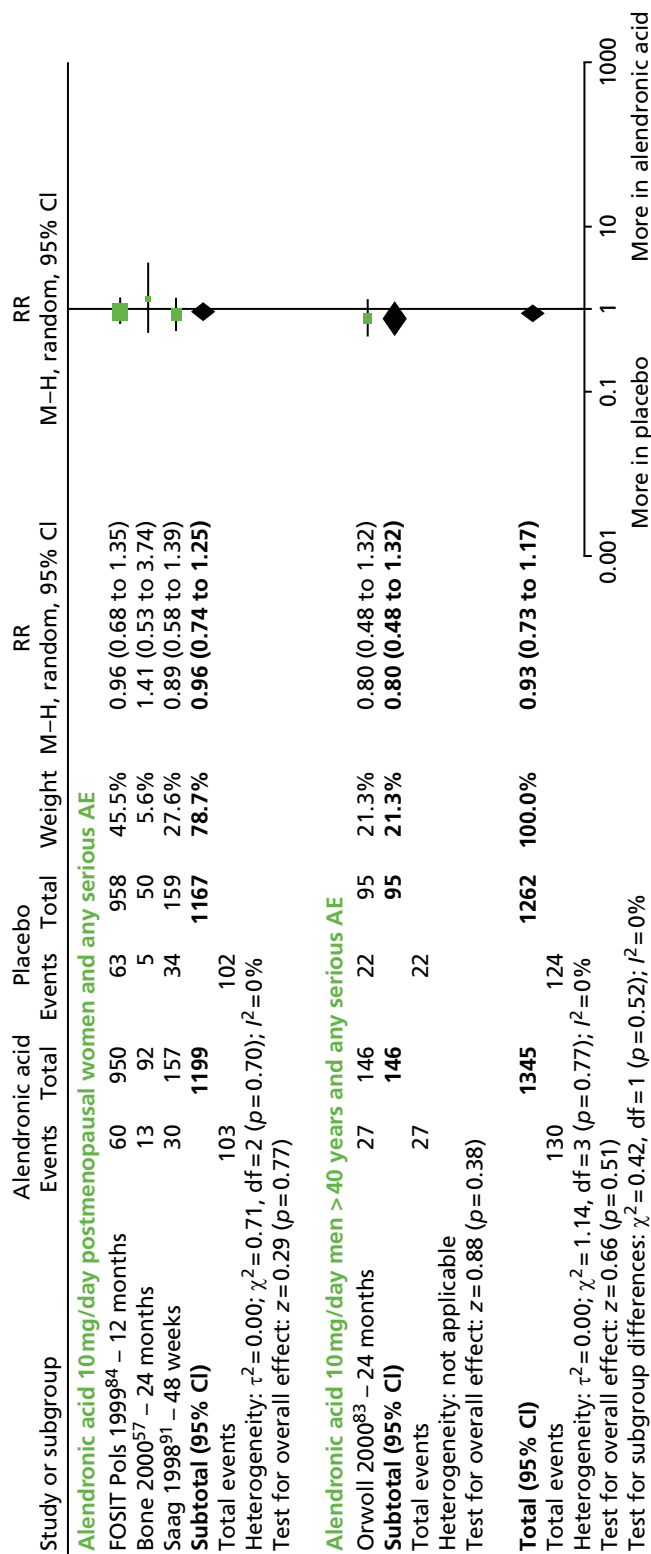 Alendronic acid Placebo RR RR
Study or subgroup Events Total Events Total Weight M–H, random, 95% CI M–H, random, 95% CI
Alendronic acid 10 mg/day postmenopausal women and any serious AE
FOSIT Pols 1999⁸⁴ – 12 months 60 950 63 958 45.5% 0.96 (0.68 to 1.35)
Bone 2000⁵⁷ – 24 months 13 92 5 50 5.6% 1.41 (0.53 to 3.74)
Saag 1998⁹¹ – 48 weeks 30 157 34 159 27.6% 0.89 (0.58 to 1.39)
Subtotal (95% CI) 1199 1167 78.7% 0.96 (0.74 to 1.25)
Total events 103 102
Heterogeneity: τ²=0.00; χ²=0.71, df=2 (p=0.70); I²=0%
Test for overall effect: z=0.29 (p=0.77)
Alendronic acid 10 mg/day men >40 years and any serious AE
Orwoll 2000⁸³ – 24 months 27 146 22 95 21.3% 0.80 (0.48 to 1.32)
Subtotal (95% CI) 146 95 21.3% 0.80 (0.48 to 1.32)
Total events 27 22
Heterogeneity: not applicable
Test for overall effect: z=0.88 (p=0.38)
Total (95% CI) 1345 1262 100.0% 0.93 (0.73 to 1.17)
Total events 130 124
Heterogeneity: τ²=0.00; χ²=1.14, df=3 (p=0.77); I²=0%
Test for overall effect: z=0.66 (p=0.51)
Test for subgroup differences: χ²=0.42, df=1 (p=0.52); I²=0%
0.001 0.1 1 10 1000
More in placebo More in alendronic acid